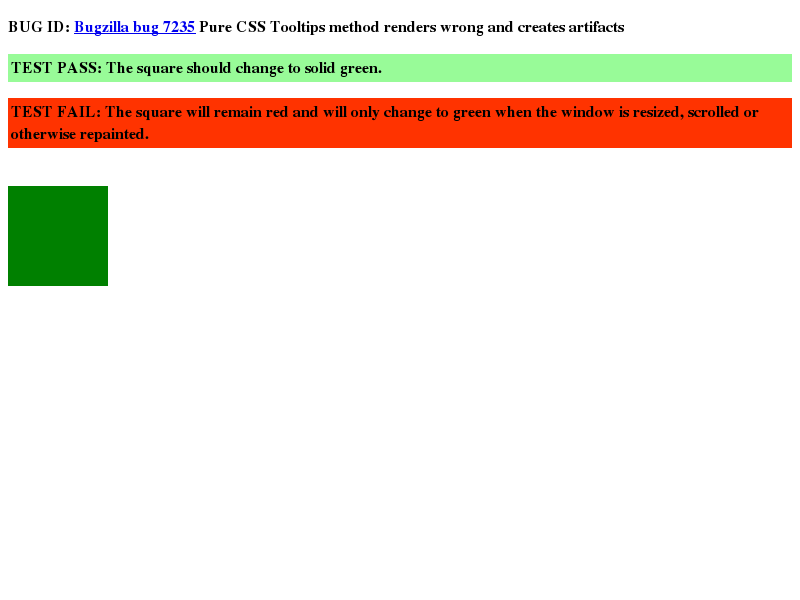 BUG ID: Bugzilla bug 7235 Pure CSS Tooltips method renders wrong and creates artifacts
TEST PASS: The square should change to solid green.
TEST FAIL: The square will remain red and will only change to green when the window is resized, scrolled or
otherwise repainted.